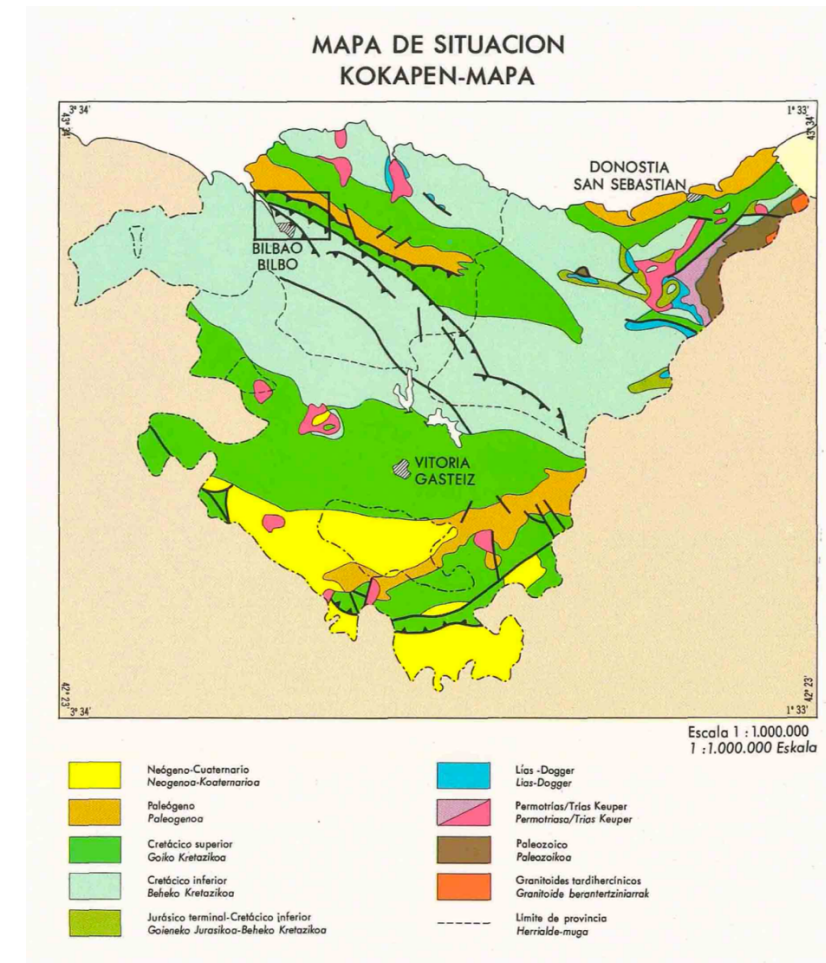 MAPA DE SITUACION
KOKAPEN-MAPA
3° 34'
43° 34'
1° 33'
43° 34'
DONOSTIA
SAN SEBASTIAN
BILBAO
BILBO
VITORIA
GASTEIZ
42° 23'
3° 34'
42° 23'
1° 33'
Escala 1 : 1.000.000
1 : 1.000.000 Eskala
Neógeno-Cuaternario
Neogenoa-Koaternarioa
Paleógeno
Paleogenoa
Cretácico superior
Goiko Kretazikoa
Cretácico inferior
Beheko Kretazikoa
Jurásico terminal-Cretácico inferior
Goieneko Jurasikoa-Beheko Kretazikoa
Lías -Dogger
Lias-Dogger
Permotrias/Trias Keuper
Permotriasa/Trias Keuper
Paleozoico
Paleozoikoa
Granitoides tardihercínicos
Granitoide berantertziniarrak
Limite de provincia
Herrialde-muga